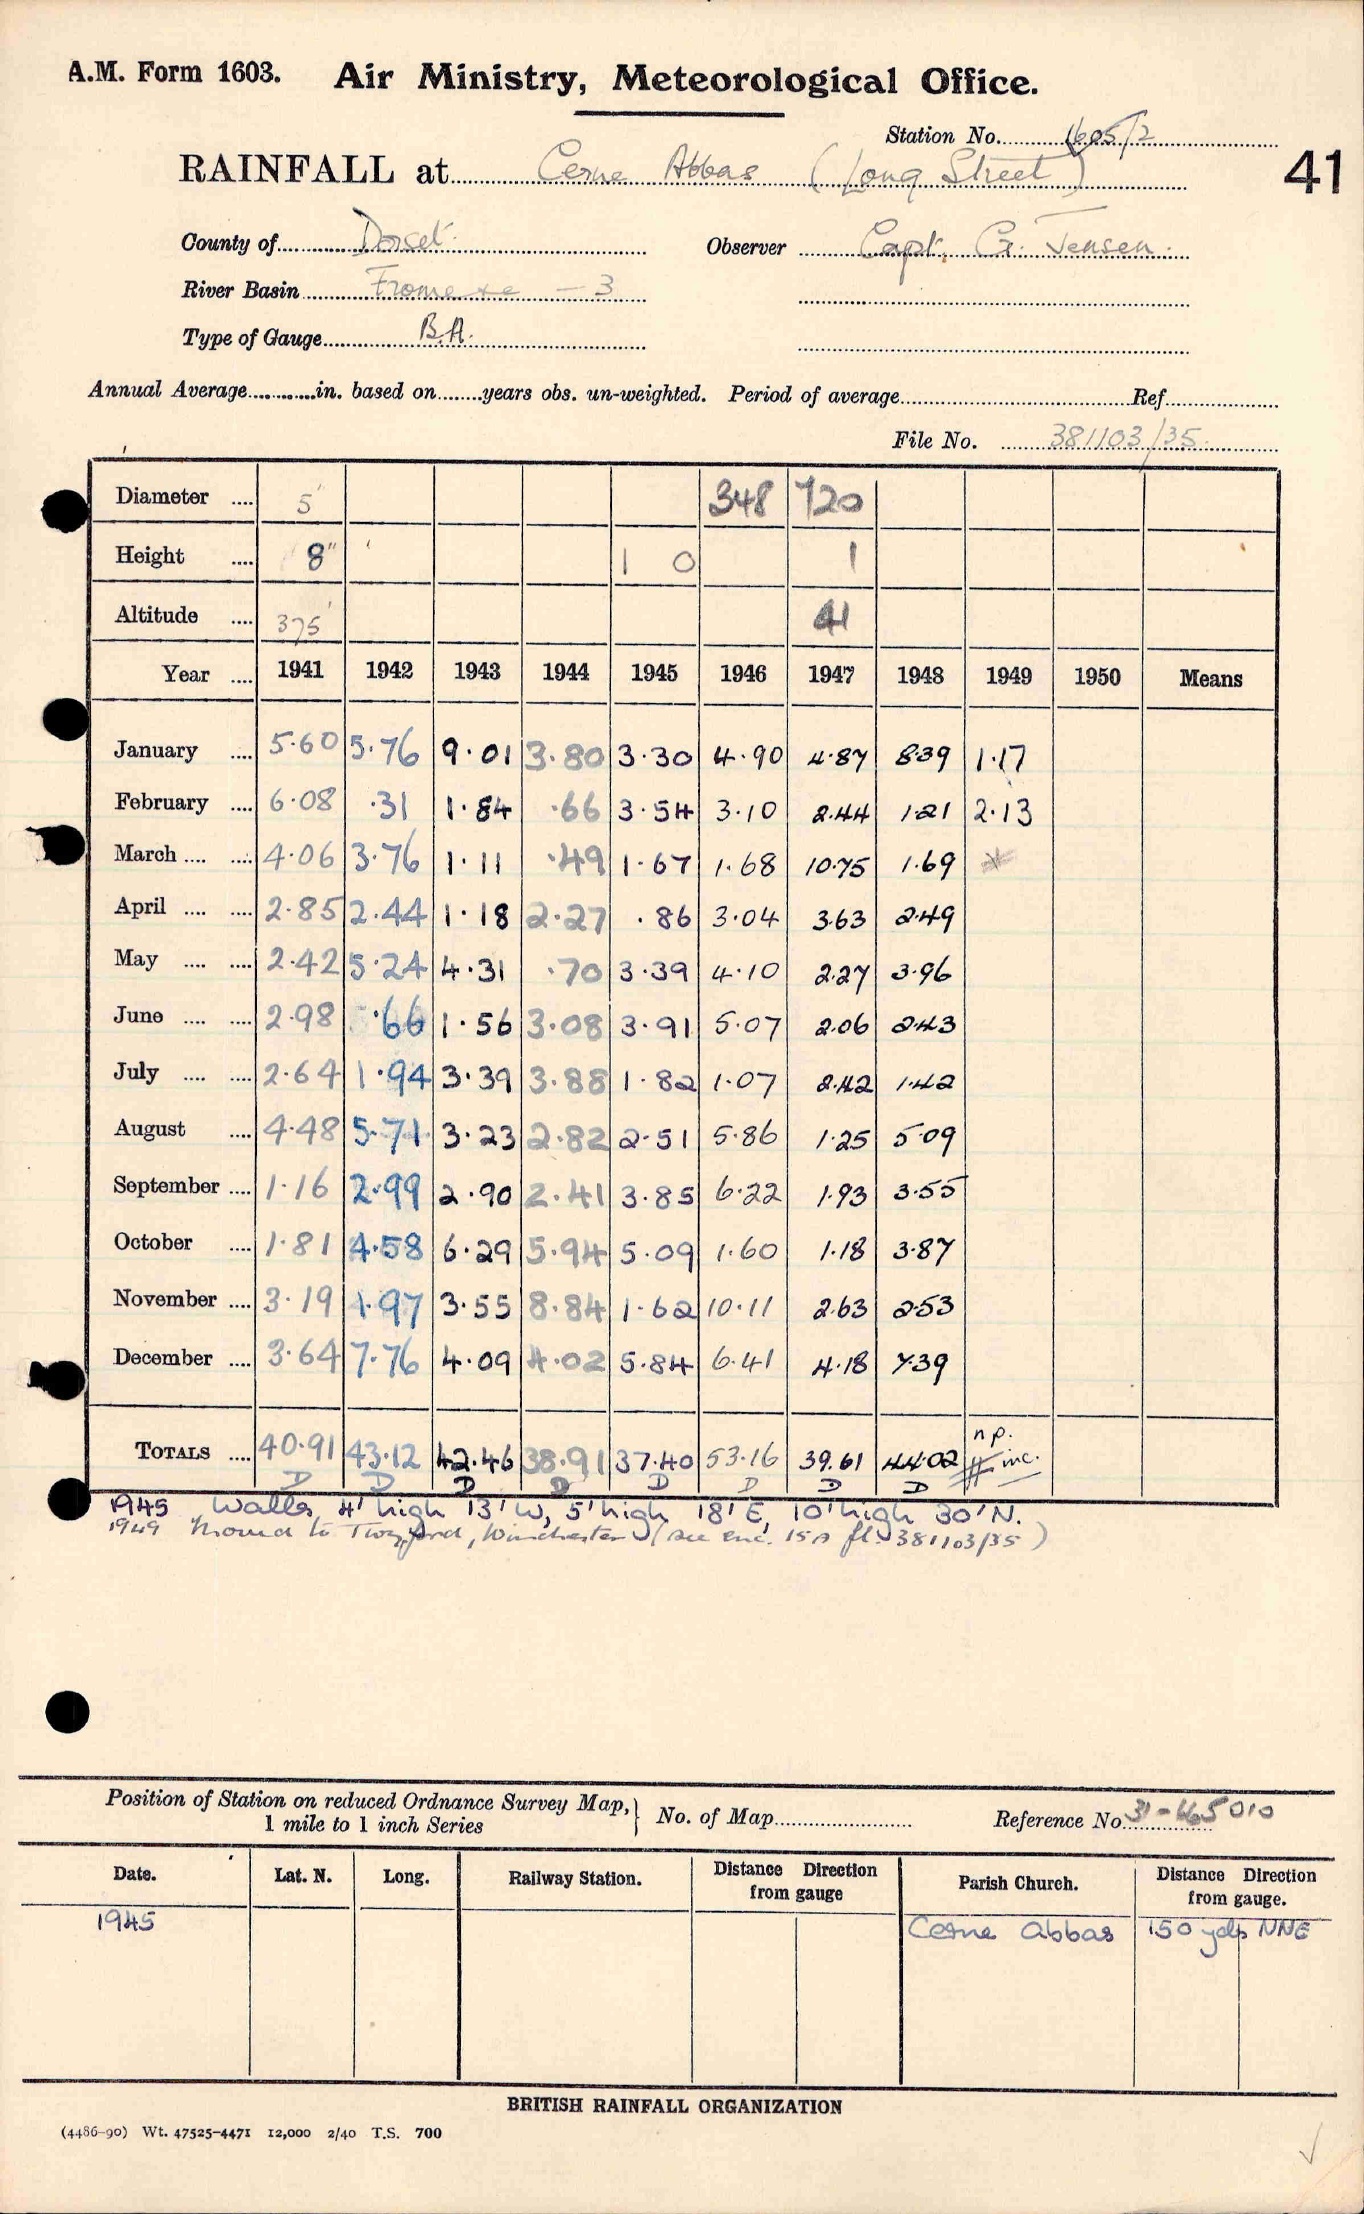 A.M. Form 1603. Air Ministry, Meteorological Office.
Station No. 1605/2
RAINFALL at Cerne Abbas (Long Street)
41
County of Dorset Observer Capt. G. Jensen.
River Basin Frome - 3
Type of Gauge B.A.
Annual Average in. based on years obs. un-weighted. Period of average Ref
File No. 381103/35
Diameter 5" 348 720
Height 8" 1 0 1
Altitude 375' 41
Year 1941 1942 1943 1944 1945 1946 1947 1948 1949 1950 Means
January 5.60 5.76 9.01 3.80 3.30 4.90 4.87 8.39 1.17
February 6.08 .31 1.84 .66 3.54 3.10 2.44 1.21 2.13
March 4.06 3.76 1.11 .49 1.67 1.68 10.75 1.69
April 2.85 2.44 1.18 2.27 .86 3.04 3.63 2.49
May 2.42 5.24 4.31 .70 3.39 4.10 2.27 3.96
June 2.98 .66 1.56 3.08 3.91 5.07 2.06 2.43
July 2.64 1.94 3.39 3.88 1.82 1.07 2.42 1.42
August 4.48 5.71 3.23 2.82 2.51 5.86 1.25 5.09
September 1.16 2.99 2.90 2.41 3.85 6.22 1.93 3.55
October 1.81 4.58 6.29 5.94 5.09 1.60 1.18 3.87
November 3.19 1.97 3.55 8.84 1.62 10.11 2.63 2.53
December 3.64 7.76 4.09 4.02 5.84 6.41 4.18 7.39
n p.
TOTALS 40.91 43.12 42.46 38.91 37.40 53.16 39.61 44.02 inc.
D D D D D D D D
1945 Walls, 4' high 13' W, 5' high 18' E, 10' high 30' N.
1949 Moved to Twyford, Winchester (see enc. 15A fl. 381103/35)
Position of Station on reduced Ordnance Survey Map,
1 mile to 1 inch Series
No. of Map Reference No. 31-465010
Date. Lat. N. Long. Railway Station. Distance Direction from gauge Parish Church. Distance Direction from gauge.
1945 Cerne Abbas 150 yds NNE
BRITISH RAINFALL ORGANIZATION
(4486-90) Wt. 47525-4471 12,000 2/40 T.S. 700